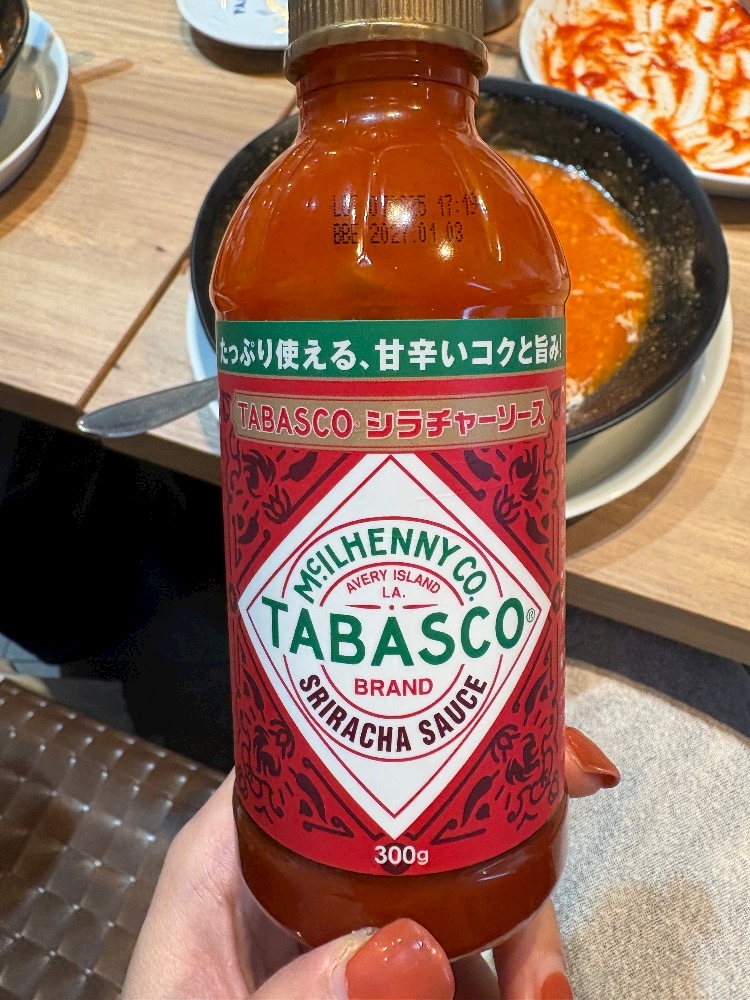 17:19
BBE 2027.01.03
たっぷり使える、甘辛いコクと旨み!
TABASCO® シラチャーソース
McILHENNY CO.
AVERY ISLAND
LA.
TABASCO®
BRAND
SRIRACHA SAUCE
300g